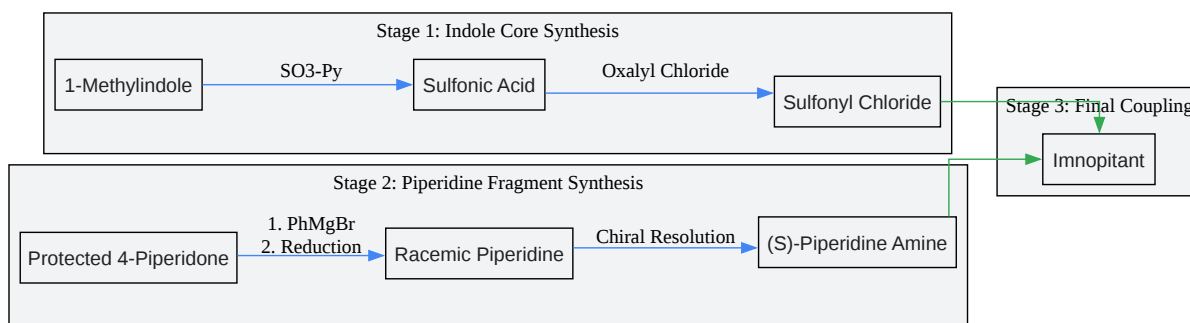 Stage 1: Indole Core Synthesis
1-Methylindole
SO3-Py
Sulfonic Acid
Oxalyl Chloride
Sulfonyl Chloride
Stage 2: Piperidine Fragment Synthesis
Protected 4-Piperidone
1. PhMgBr
2. Reduction
Racemic Piperidine
Chiral Resolution
(S)-Piperidine Amine
Stage 3: Final Coupling
Imnopitant